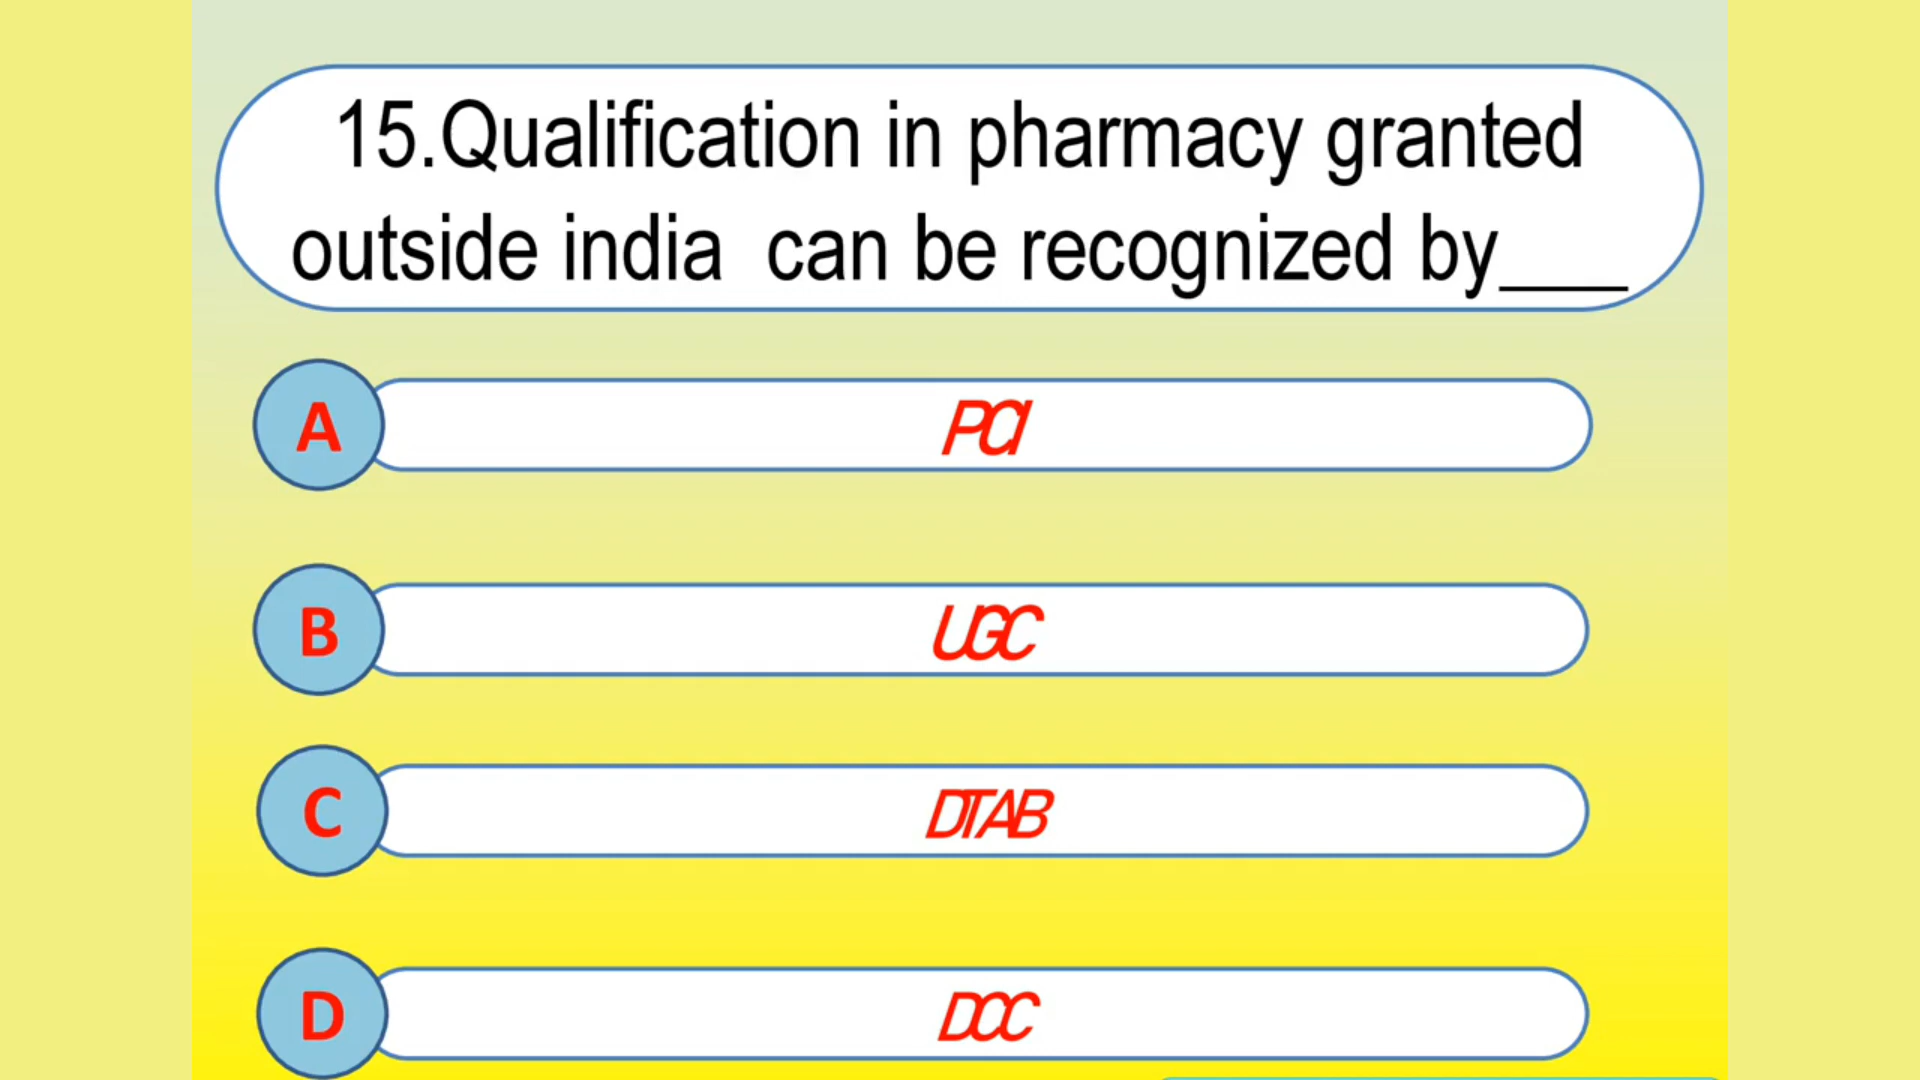 15.Qualification in pharmacy granted
outside india  can be recognized by____
A
PCI
B
UGC
C
DTAB
D
DCC